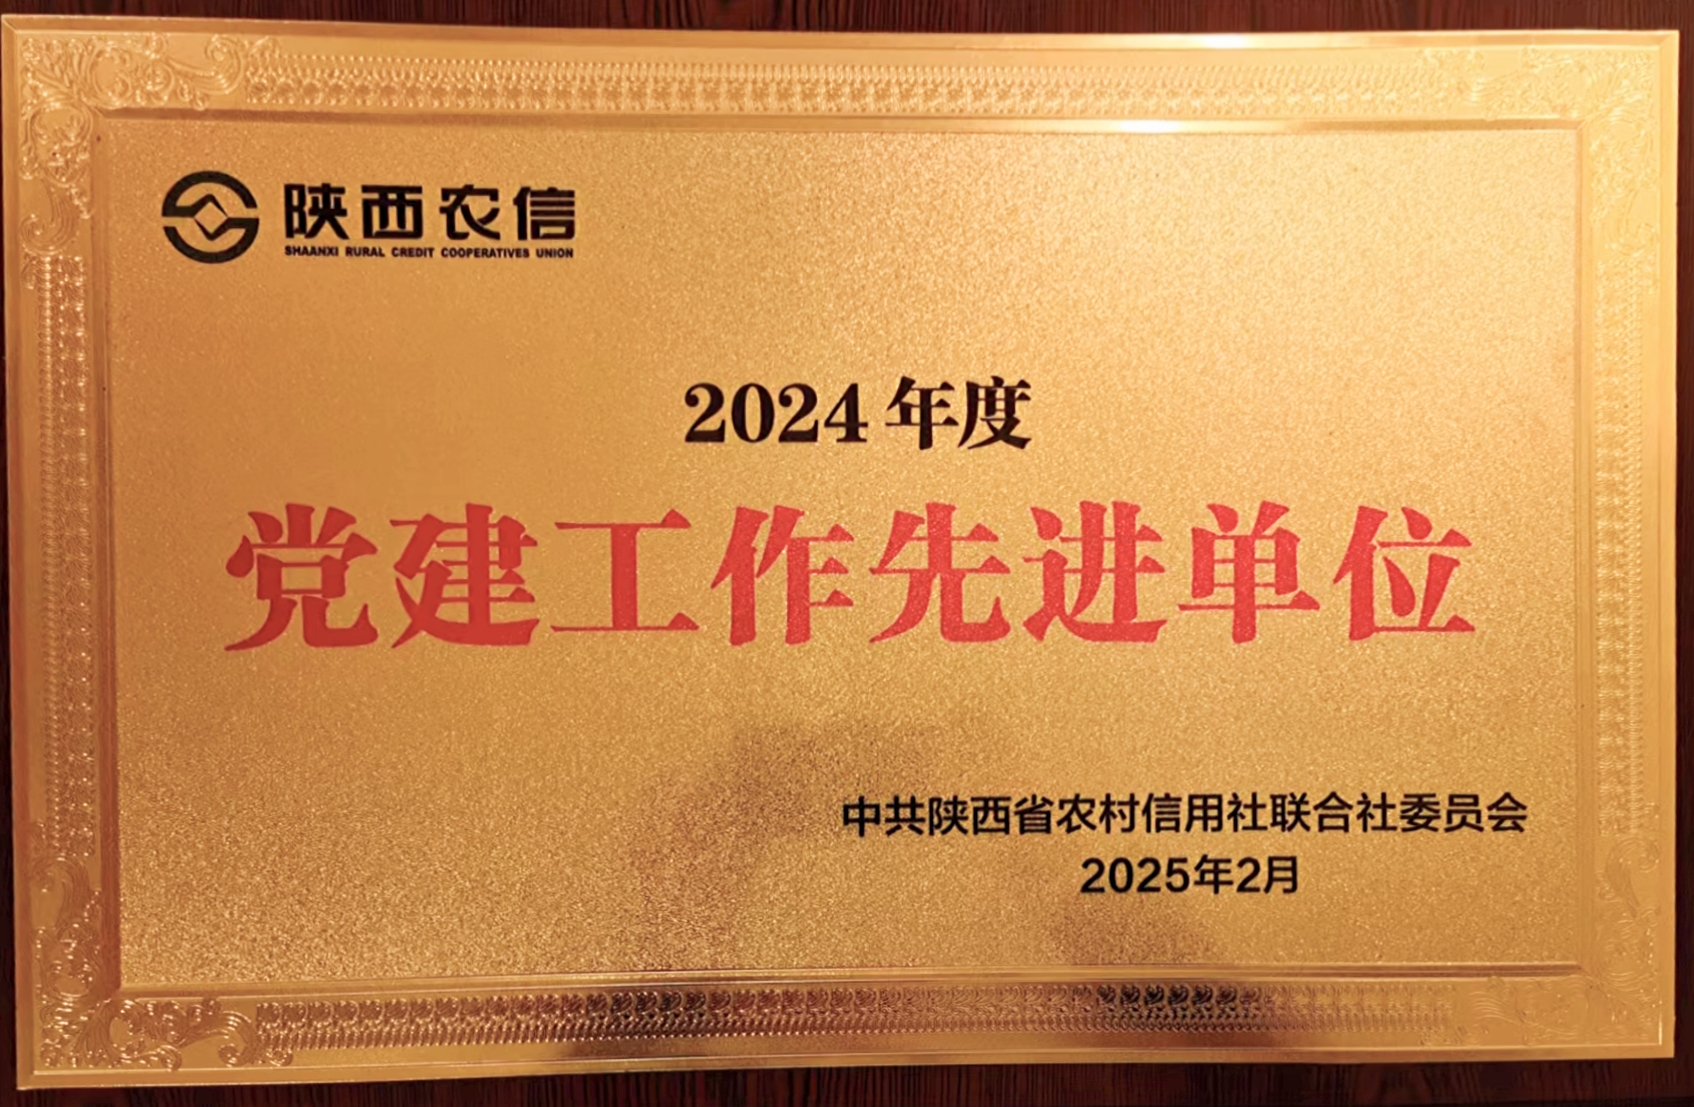 陕西农信
SHAANXI RURAL CREDIT COOPERATIVES UNION
2024年度
党建工作先进单位
中共陕西省农村信用社联合社委员会
2025年2月